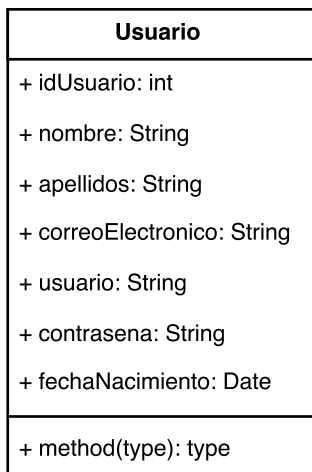 Usuario
+ idUsuario: int
+ nombre: String
+ apellidos: String
+ correoElectronico: String
+ usuario: String
+ contrasena: String
+ fechaNacimiento: Date
+ method(type): type